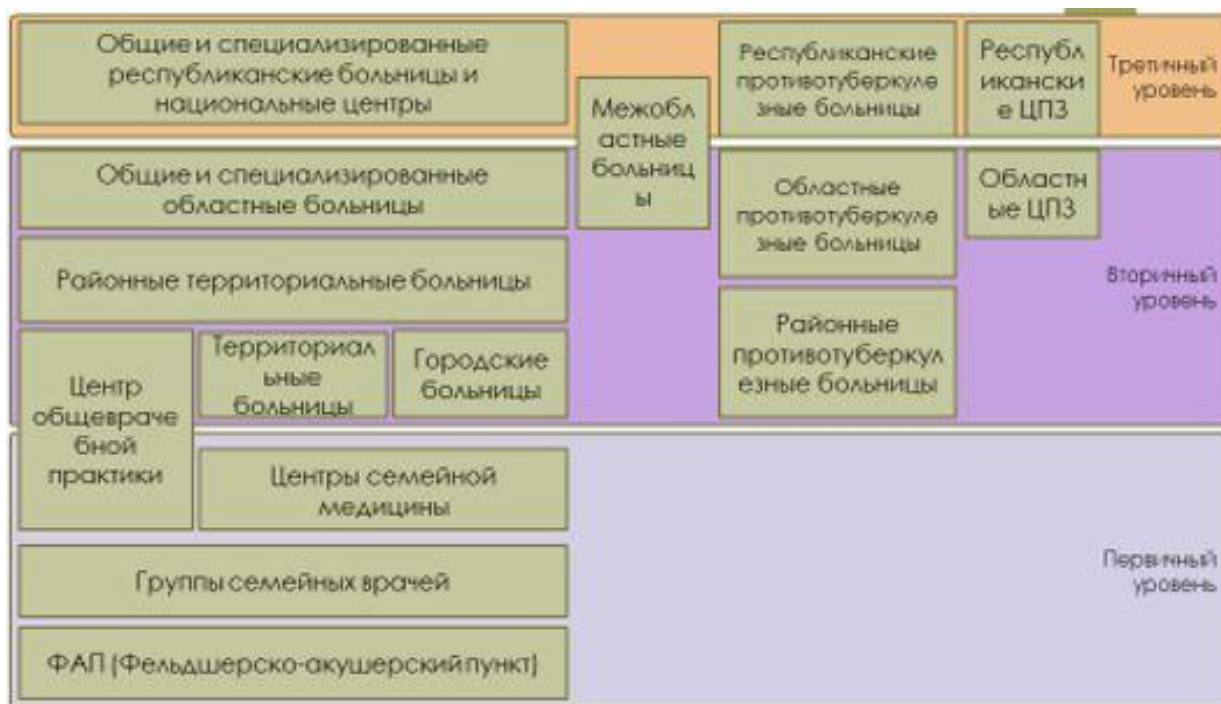 Общие и специализированные
республиканские больницы и
национальные центры
Межобл
астные
больниц
ы
Республиканские
противотуберкуле
зные больницы
Республ
икански
е ЦПЗ
Третичный
уровень
Общие и специализированные
областные больницы
Областные
противотуберкуле
зные больницы
Областн
ые ЦПЗ
Районные территориальные больницы
Вторичный
уровень
Центр
общевраче
бной
практики
Территориал
ьные
больницы
Городские
больницы
Районные
противотуберкул
езные больницы
Центры семейной
медицины
Группы семейных врачей
Первичный
уровень
ФАП (Фельдшерско-акушерский пункт)